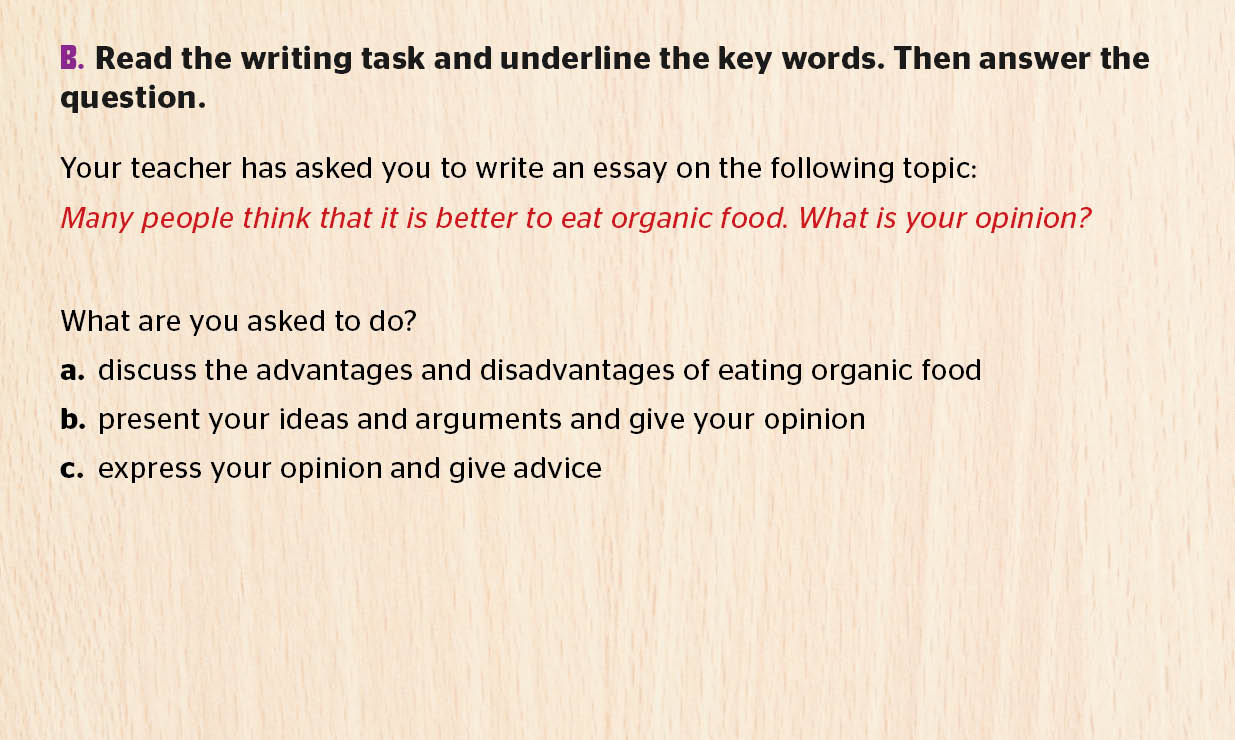 B. Read the writing task and underline the key words. Then answer the
question.
Your teacher has asked you to write an essay on the following topic:
Many people think that it is better to eat organic food. What is your opinion?
What are you asked to do?
a. discuss the advantages and disadvantages of eating organic food
b. present your ideas and arguments and give your opinion
c. express your opinion and give advice